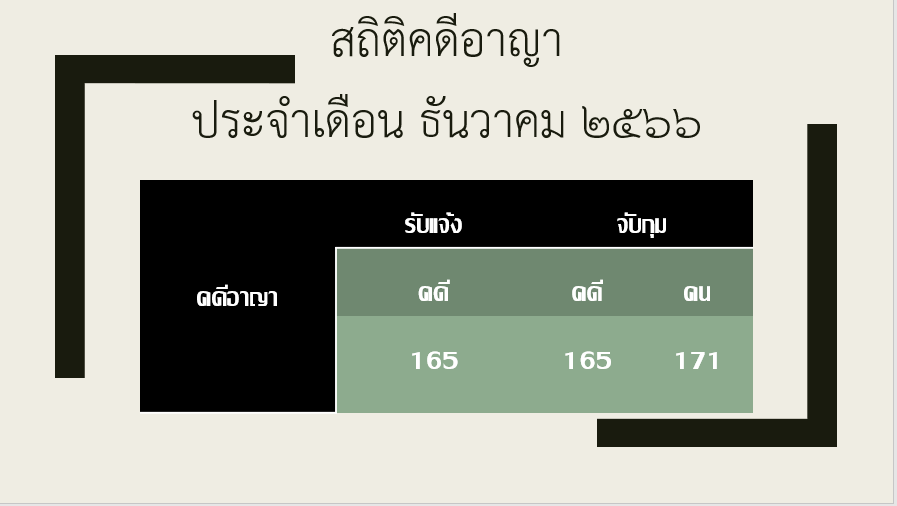 สถิติคดีอาญา
ประจำเดือน ธันวาคม ๒๕๖๖
รับแจ้ง จับกุม
คดีอาญา
คดี คดี คน
165 165 171